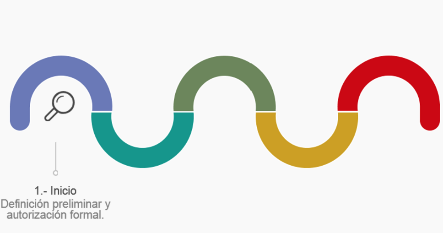 1.- Inicio
Definición preliminar y
autorización formal.